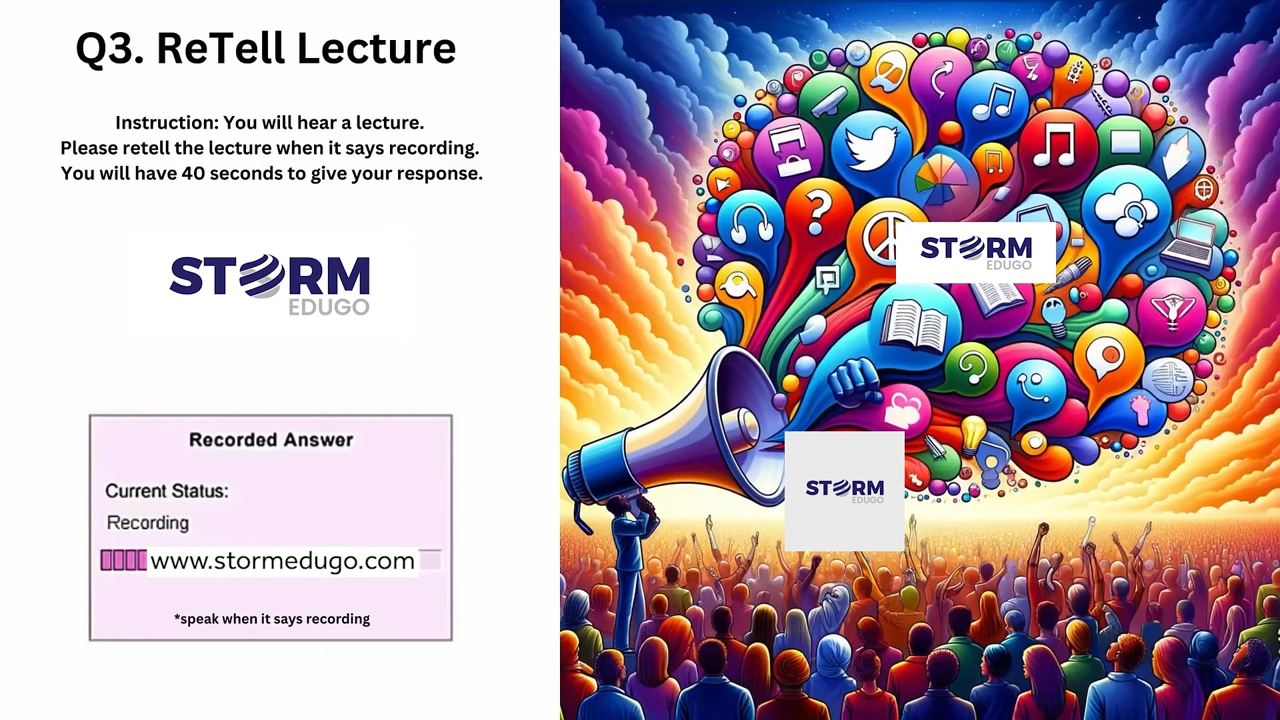 Q3. ReTell Lecture
Instruction: You will hear a lecture.
Please retell the lecture when it says recording.
You will have 40 seconds to give your response.
STORM
EDUGO
Recorded Answer
Current Status:
Recording
www.stormedugo.com
*speak when it says recording
STORM
EDUGO
?
STORM
EDUGO